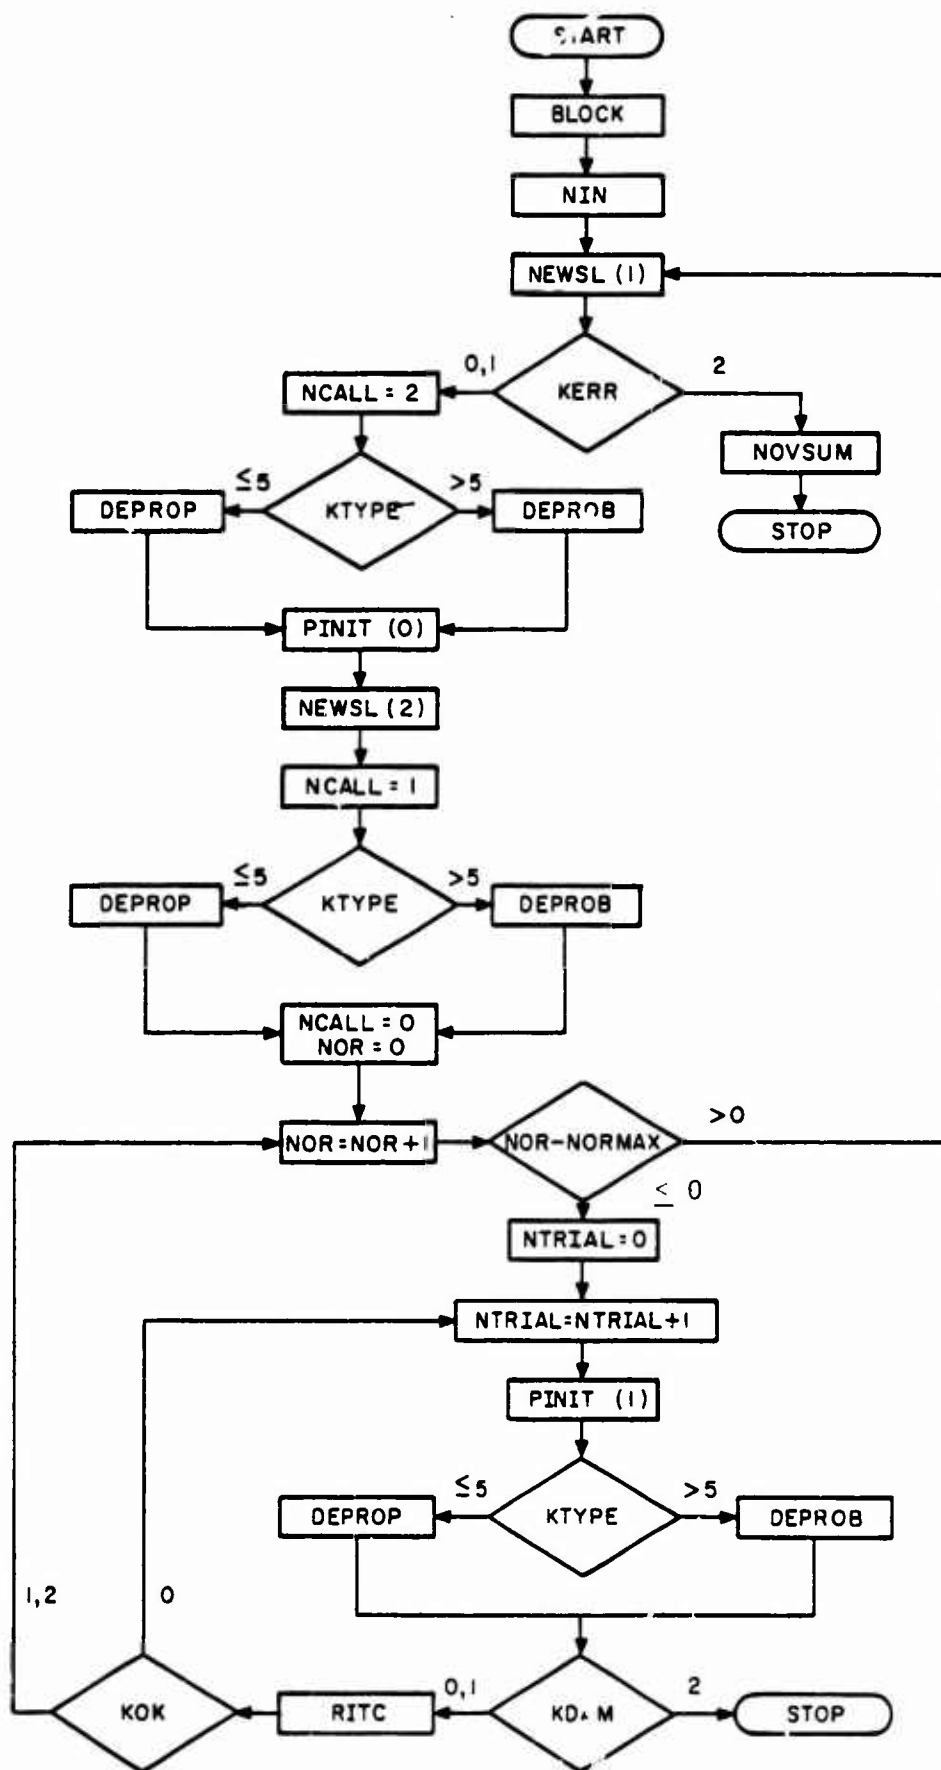 START
BLOCK
NIN
NEWSL (1)
0,1
KERR
2
NCALL = 2
NOVSUM
STOP
≤5
KTYPE
>5
DEPROP
DEPROB
PINIT (0)
NEWSL (2)
NCALL = 1
≤5
KTYPE
>5
DEPROP
DEPROB
NCALL = 0
NOR = 0
NOR=NOR+1
NOR-NORMAX
>0
≤ 0
NTRIAL=0
NTRIAL=NTRIAL+1
PINIT (1)
≤5
KTYPE
>5
DEPROP
DEPROB
1,2
0
KOK
RITC
0,1
2
STOP